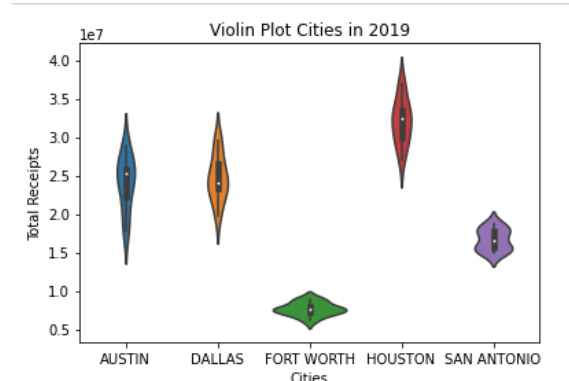 Violin Plot Cities in 2019
1e7
4.0
3.5
3.0
2.5
2.0
1.5
1.0
0.5
Total Receipts
AUSTIN DALLAS FORT WORTH HOUSTON SAN ANTONIO
Cities